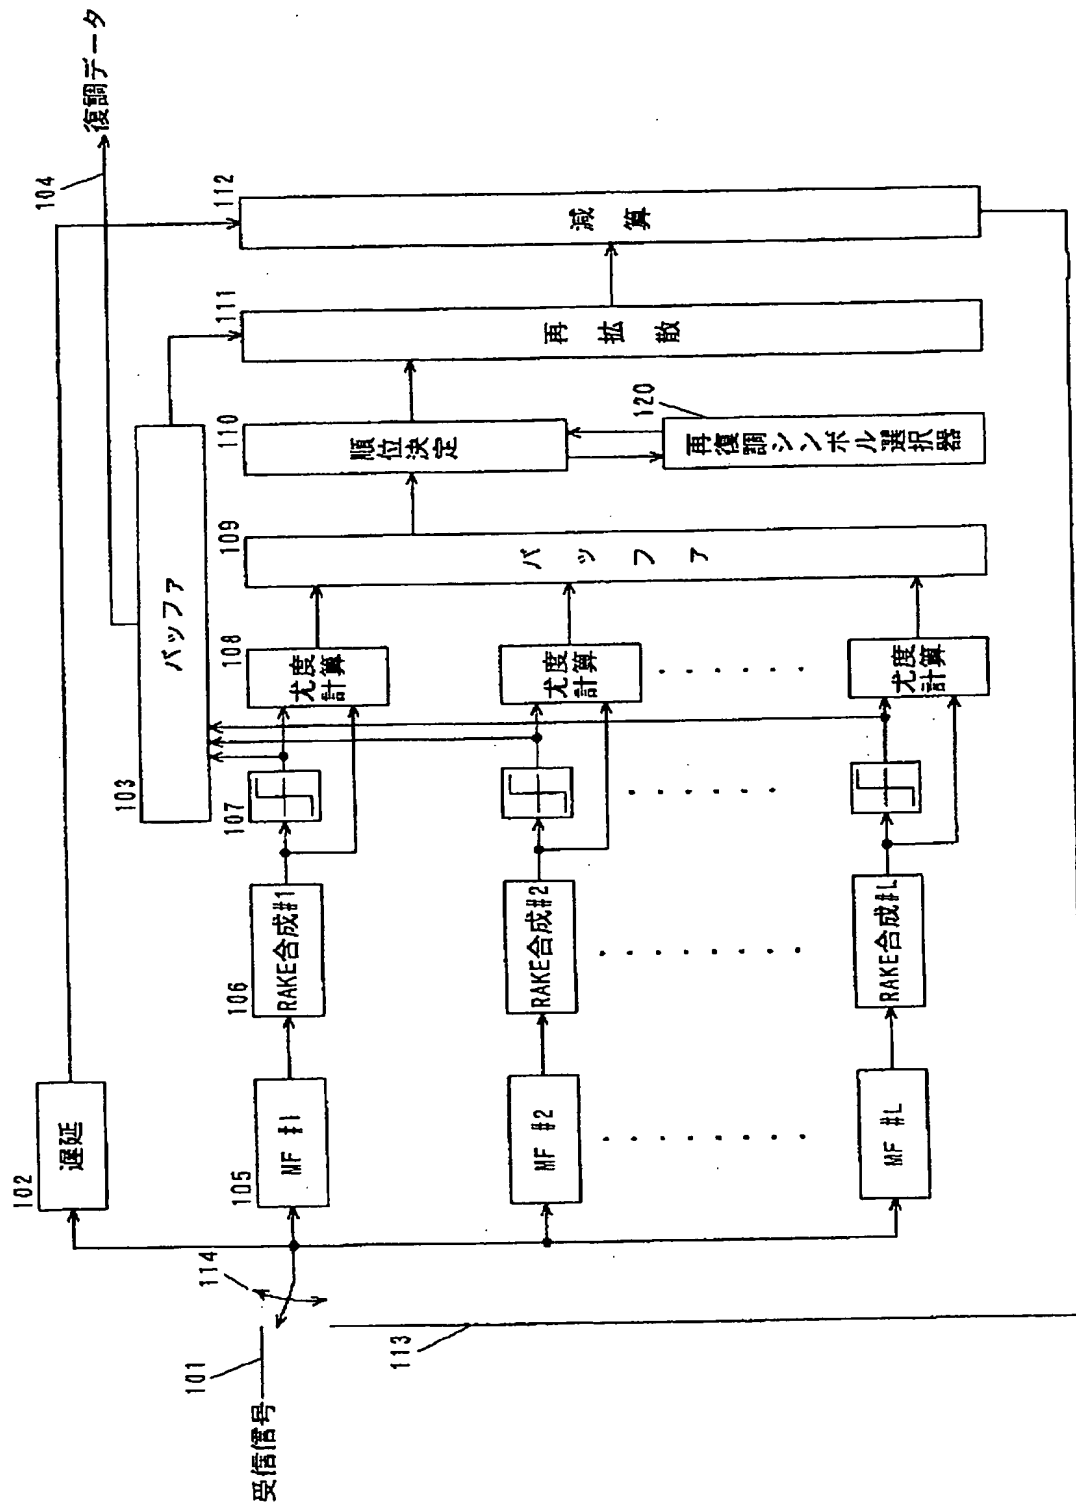 受信信号
101
114
113
102
遅延
105
MF #1
MF #2
MF #L
106
RAKE合成#1
RAKE合成#2
RAKE合成#L
107
103
バッファ
108
尤度
計算
尤度
計算
尤度
計算
109
バッファ
110
順位
決定
120
再復調シンボル選択器
111
再拡散
112
減算
104
復調データ